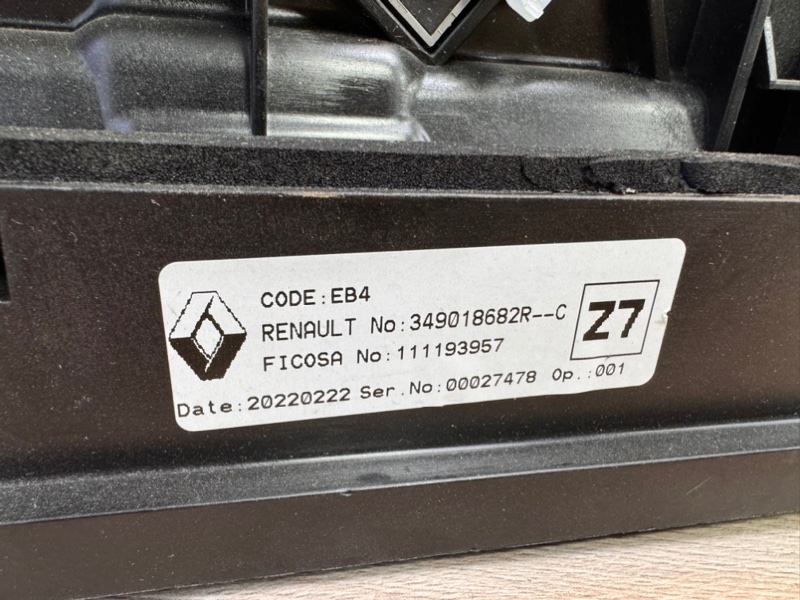 CODE:EB4
RENAULT No:349018682R--C
Z7
FICOSA No:111193957
Date:20220222 Ser.No:00027478 Op.:001